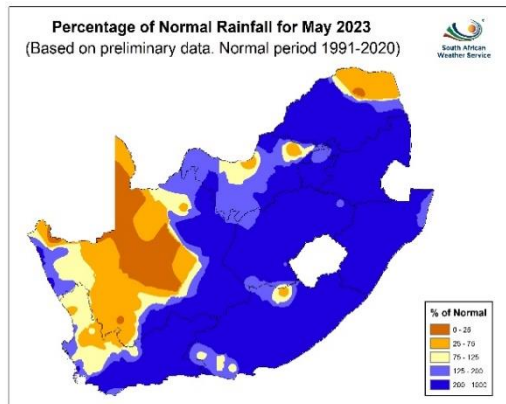 Percentage of Normal Rainfall for May 2023
(Based on preliminary data. Normal period 1991-2020)
South African
Weather Service
% of Normal
0 - 25
25 - 75
75 - 125
125 - 200
200 - 1000